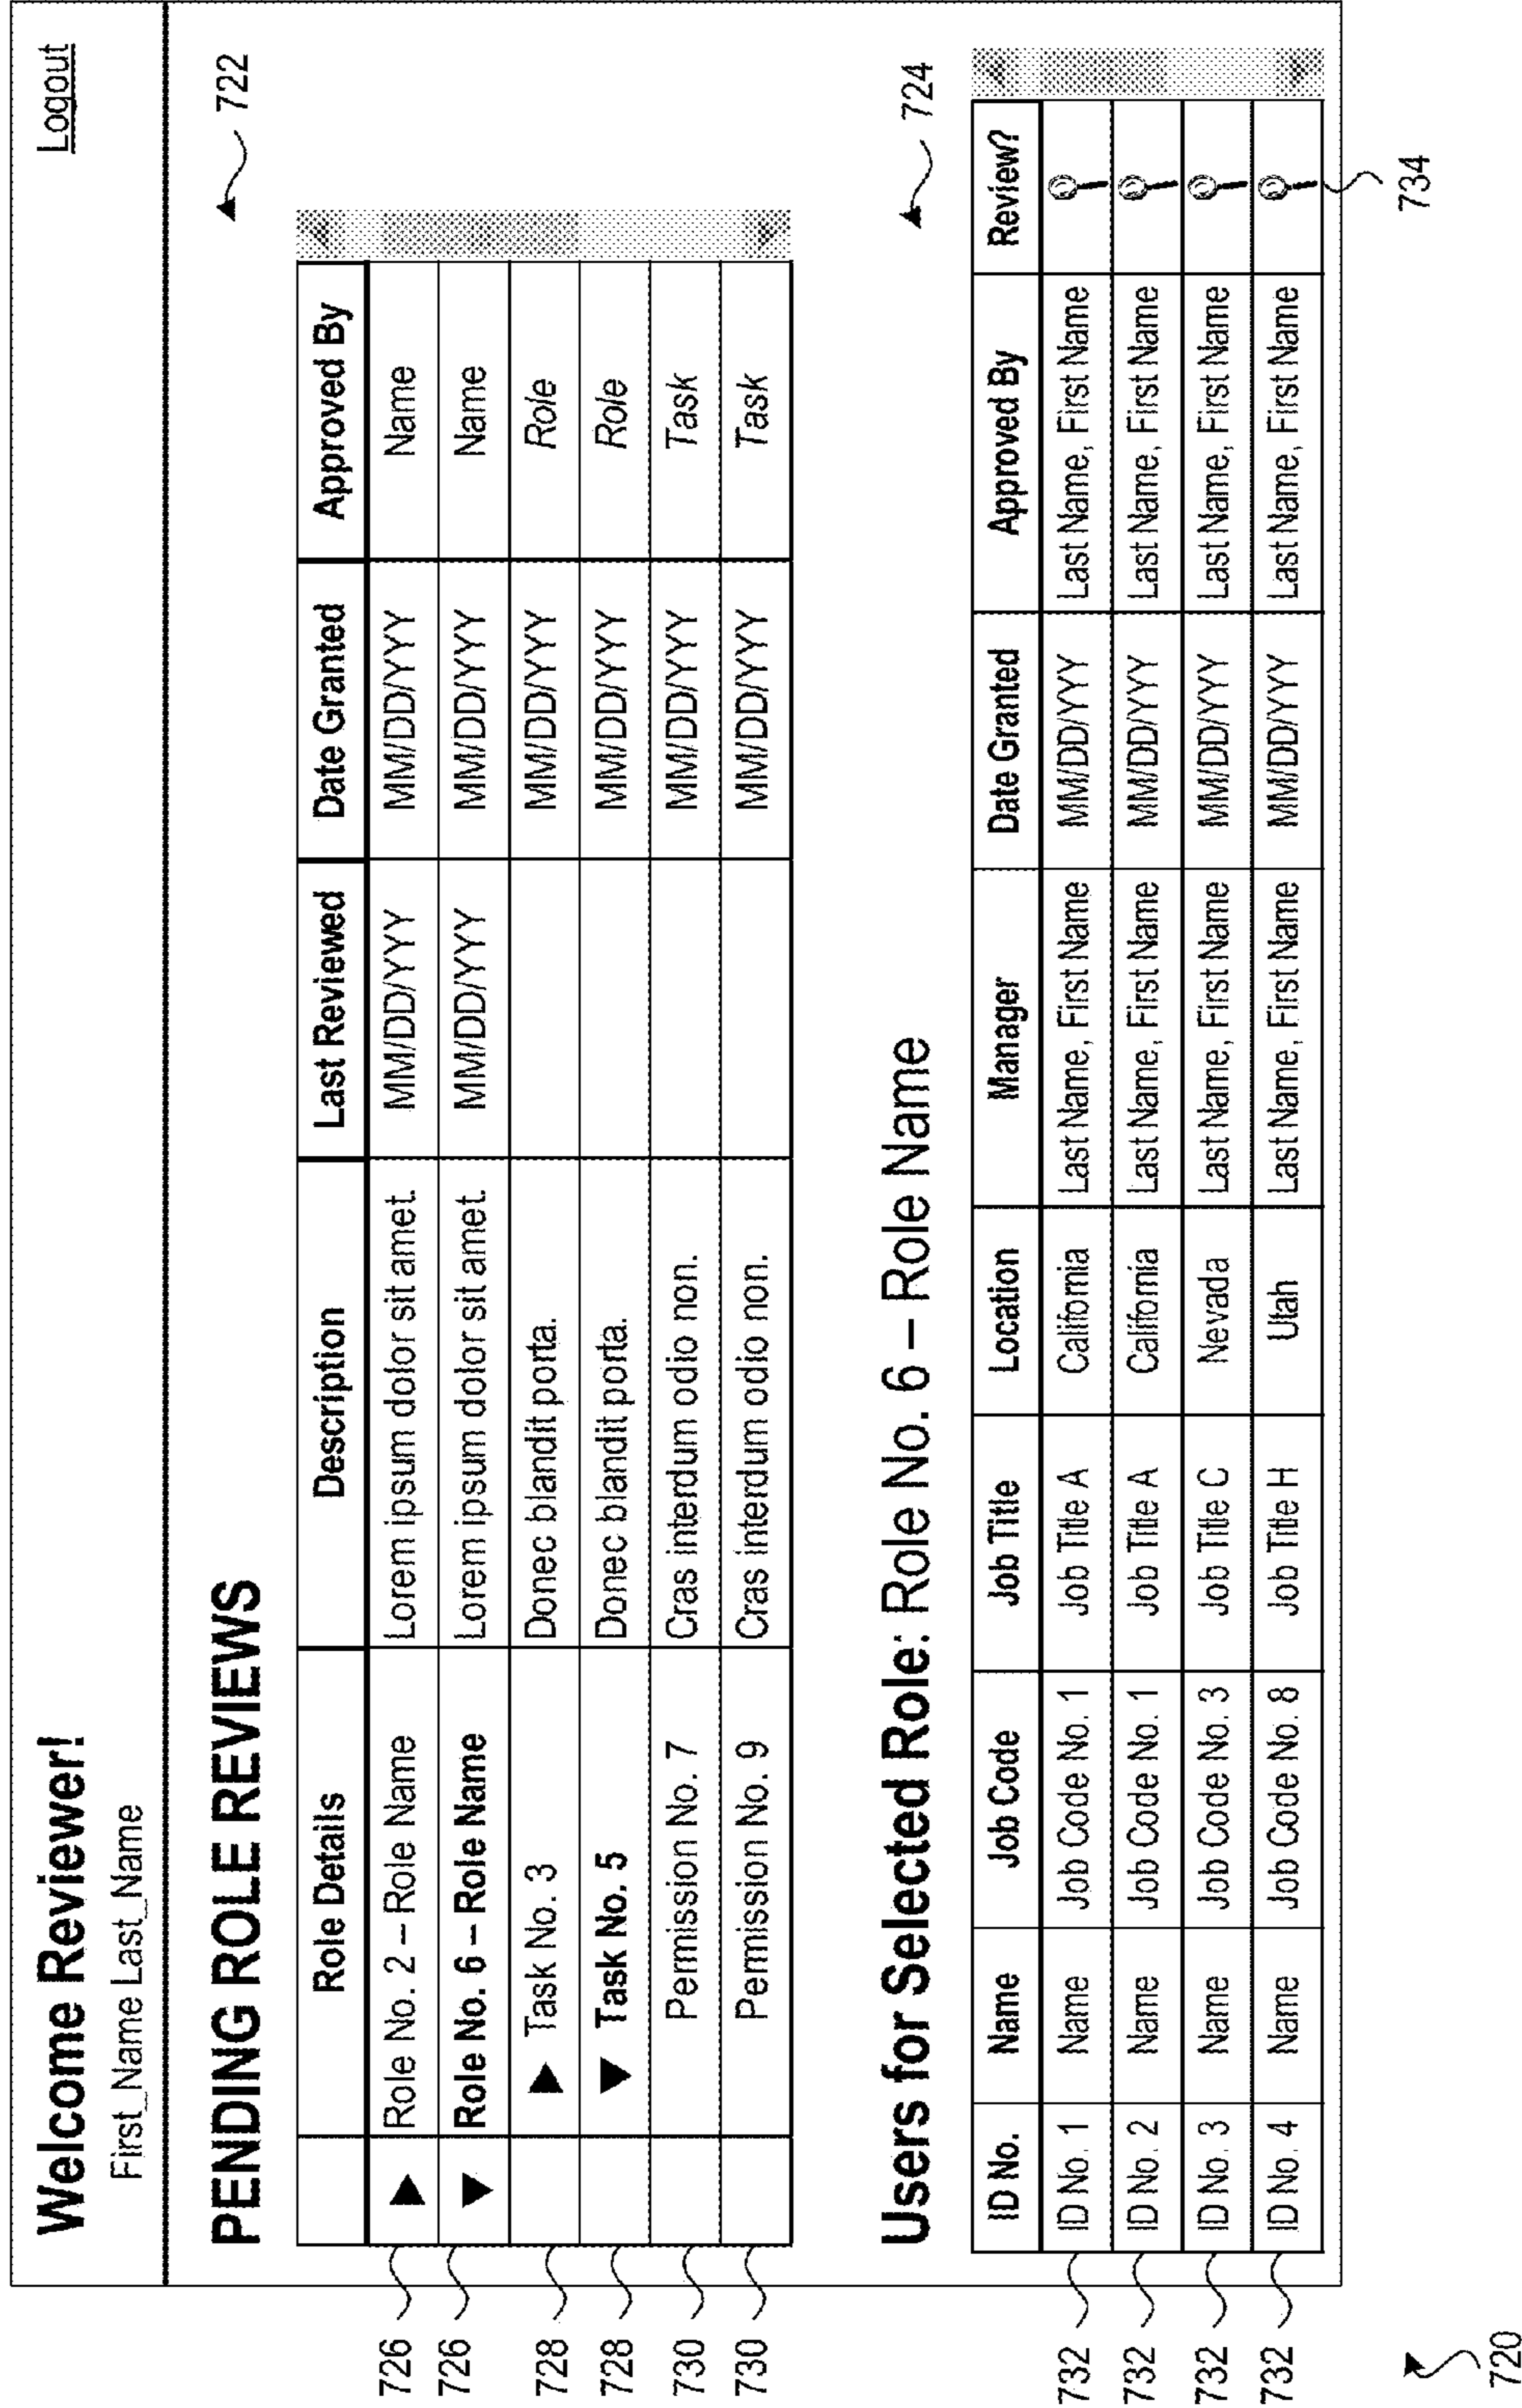 Welcome Reviewer! Logout
First_Name Last_Name
PENDING ROLE REVIEWS 722
Role Details Description Last Reviewed Date Granted Approved By
726 Role No. 2 – Role Name Lorem ipsum dolor sit amet. MM/DD/YYY MM/DD/YYY Name
726 Role No. 6 – Role Name Lorem ipsum dolor sit amet. MM/DD/YYY MM/DD/YYY Name
728 Task No. 3 Donec blandit porta. MM/DD/YYY Role
728 Task No. 5 Donec blandit porta. MM/DD/YYY Role
730 Permission No. 7 Cras interdum odio non. MM/DD/YYY Task
730 Permission No. 9 Cras interdum odio non. MM/DD/YYY Task
Users for Selected Role: Role No. 6 – Role Name 724
ID No. Name Job Code Job Title Location Manager Date Granted Approved By Review?
732 ID No. 1 Name Job Code No. 1 Job Title A California Last Name, First Name MM/DD/YYY Last Name, First Name
732 ID No. 2 Name Job Code No. 1 Job Title A California Last Name, First Name MM/DD/YYY Last Name, First Name
732 ID No. 3 Name Job Code No. 3 Job Title C Nevada Last Name, First Name MM/DD/YYY Last Name, First Name
732 ID No. 4 Name Job Code No. 8 Job Title H Utah Last Name, First Name MM/DD/YYY Last Name, First Name
734
720